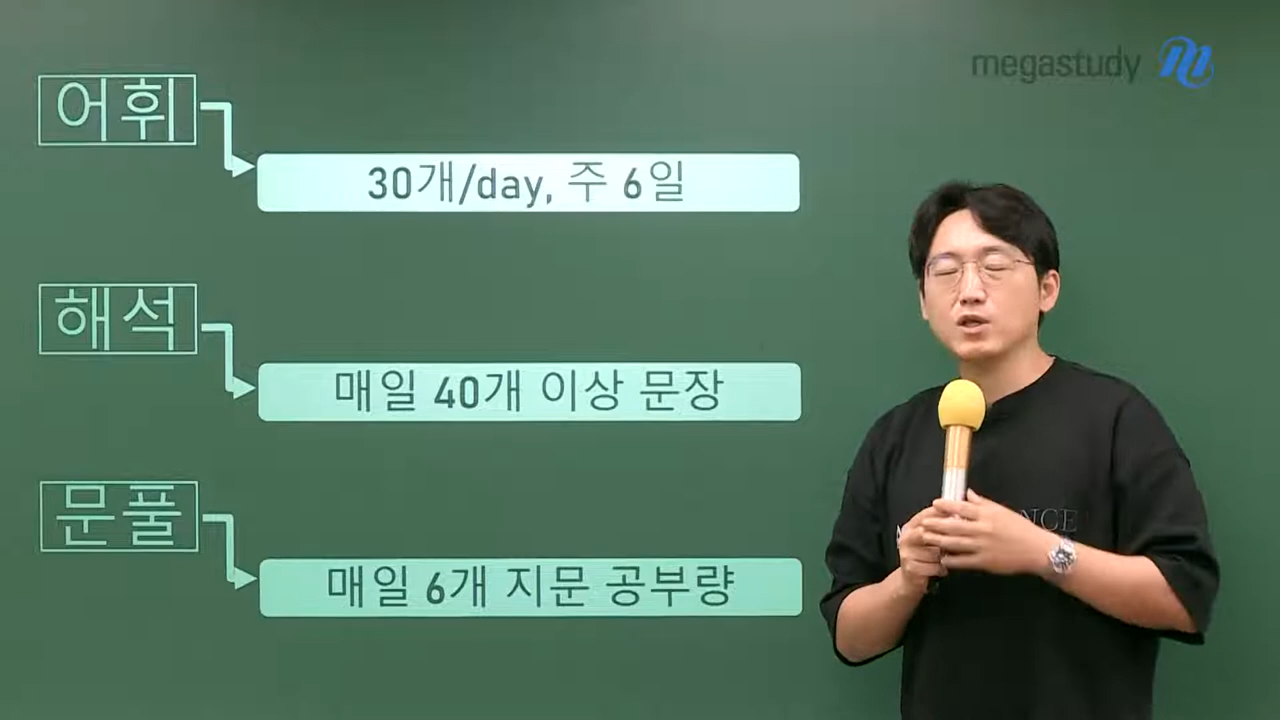 megastudy
어휘
30개/day, 주 6일
해석
매일 40개 이상 문장
문풀
매일 6개 지문 공부량
NCE